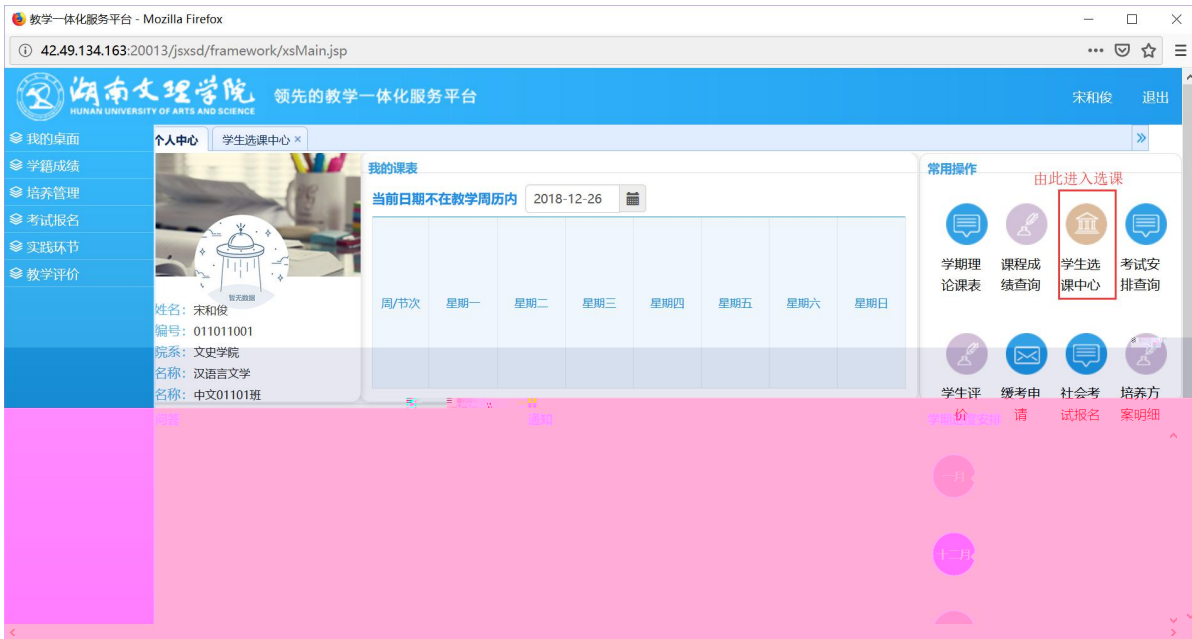 教学一体化服务平台 - Mozilla Firefox
42.49.134.163:20013/jsxsd/framework/xsMain.jsp
湖南文理学院
HUNAN UNIVERSITY OF ARTS AND SCIENCE
领先的教学一体化服务平台
宋和俊 退出
我的桌面
学籍成绩
培养管理
考试报名
实践环节
教学评价
个人中心 学生选课中心 ×
暂无数据
姓名：宋和俊
编号：011011001
院系：文史学院
名称：汉语言文学
名称：中文01101班
我的课表
当前日期不在教学周历内 2018-12-26
周/节次 星期一 星期二 星期三 星期四 星期五 星期六 星期日
常用操作
由此进入选课
学期理论课表
课程成绩查询
学生选课中心
考试安排查询
学生评价
缓考申请
社会考试报名
培养方案明细
问答
通知
一月
十二月